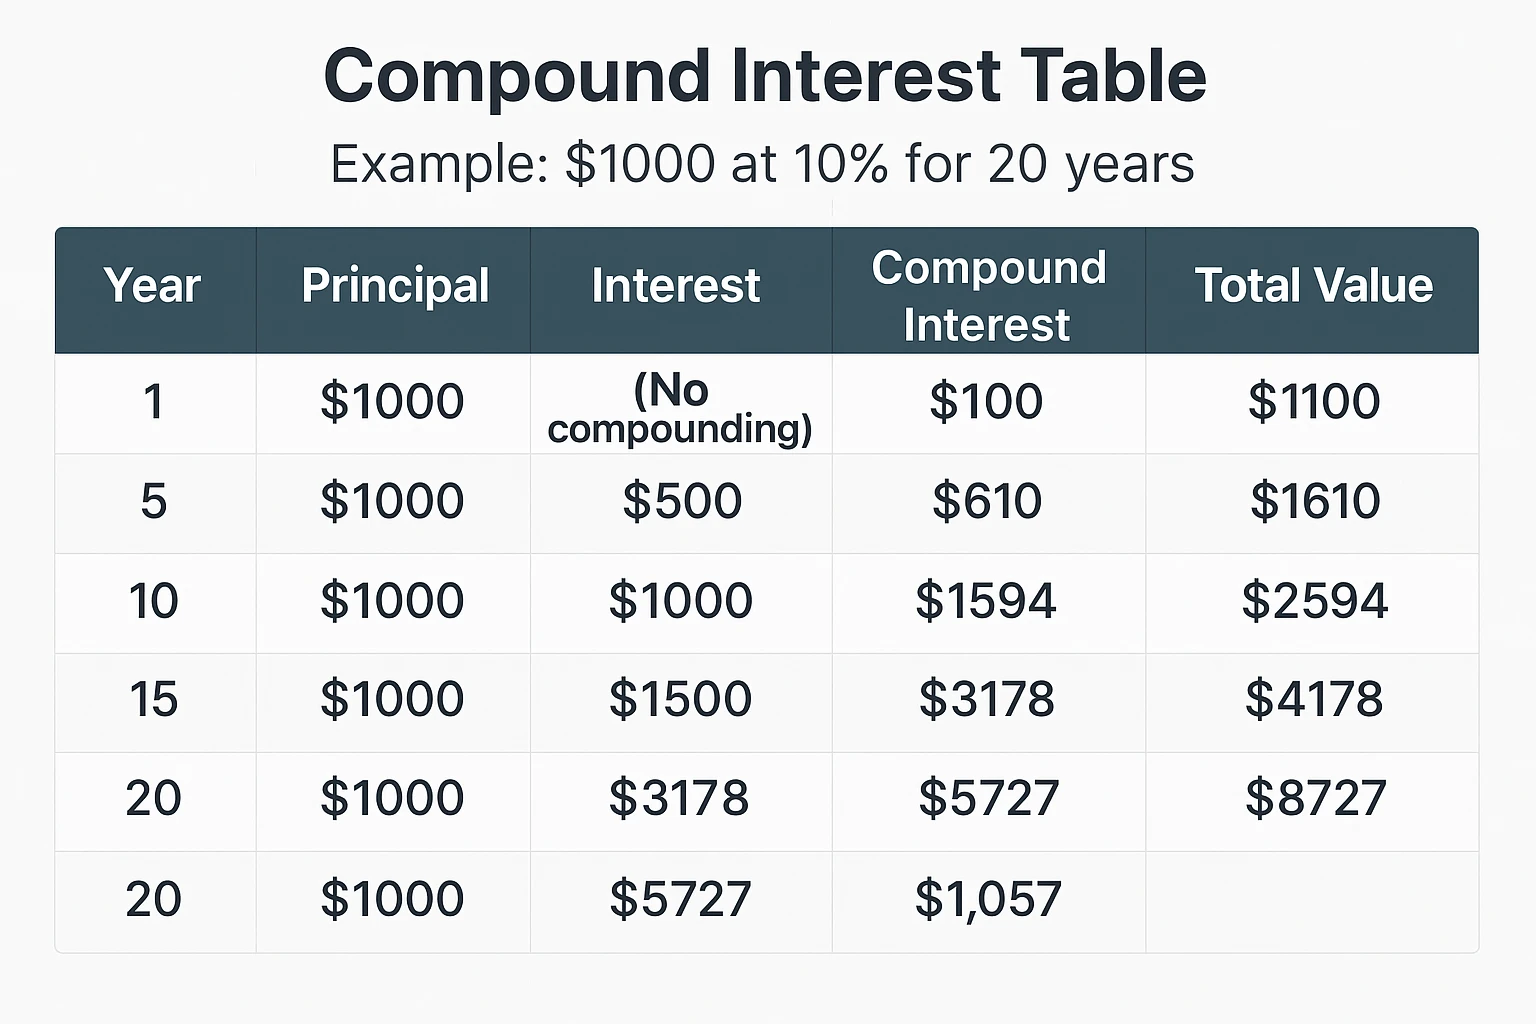 Compound Interest Table
Example: $1000 at 10% for 20 years
Year Principal Interest Compound Interest Total Value
1 $1000 (No compounding) $100 $1100
5 $1000 $500 $610 $1610
10 $1000 $1000 $1594 $2594
15 $1000 $1500 $3178 $4178
20 $1000 $3178 $5727 $8727
20 $1000 $5727 $1,057